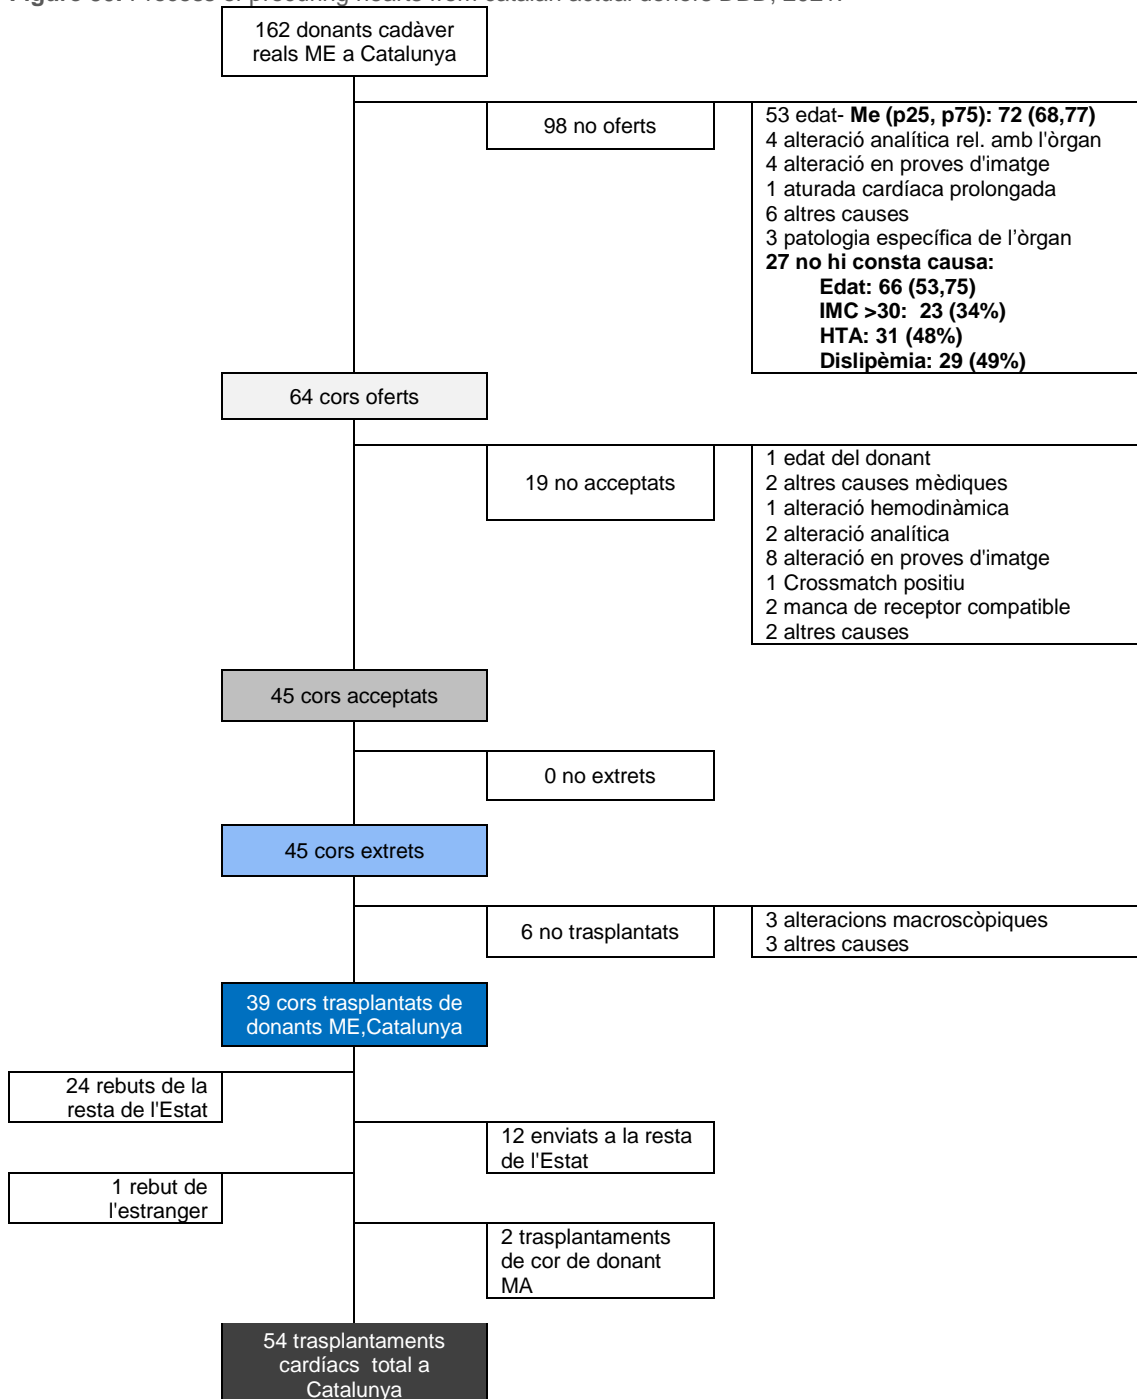 162 donants cadàver
reals ME a Catalunya
98 no oferts
53 edat- Me (p25, p75): 72 (68,77)
4 alteració analítica rel. amb l'òrgan
4 alteració en proves d'imatge
1 aturada cardíaca prolongada
6 altres causes
3 patologia específica de l’òrgan
27 no hi consta causa:
Edat: 66 (53,75)
IMC >30:  23 (34%)
HTA: 31 (48%)
Dislipèmia: 29 (49%)
64 cors oferts
19 no acceptats
1 edat del donant
2 altres causes mèdiques
1 alteració hemodinàmica
2 alteració analítica
8 alteració en proves d'imatge
1 Crossmatch positiu
2 manca de receptor compatible
2 altres causes
45 cors acceptats
0 no extrets
45 cors extrets
6 no trasplantats
3 alteracions macroscòpiques
3 altres causes
39 cors trasplantats de
donants ME,Catalunya
24 rebuts de la
resta de l'Estat
12 enviats a la resta
de l'Estat
1 rebut de
l'estranger
2 trasplantaments
de cor de donant
MA
54 trasplantaments
cardíacs  total a
Catalunya